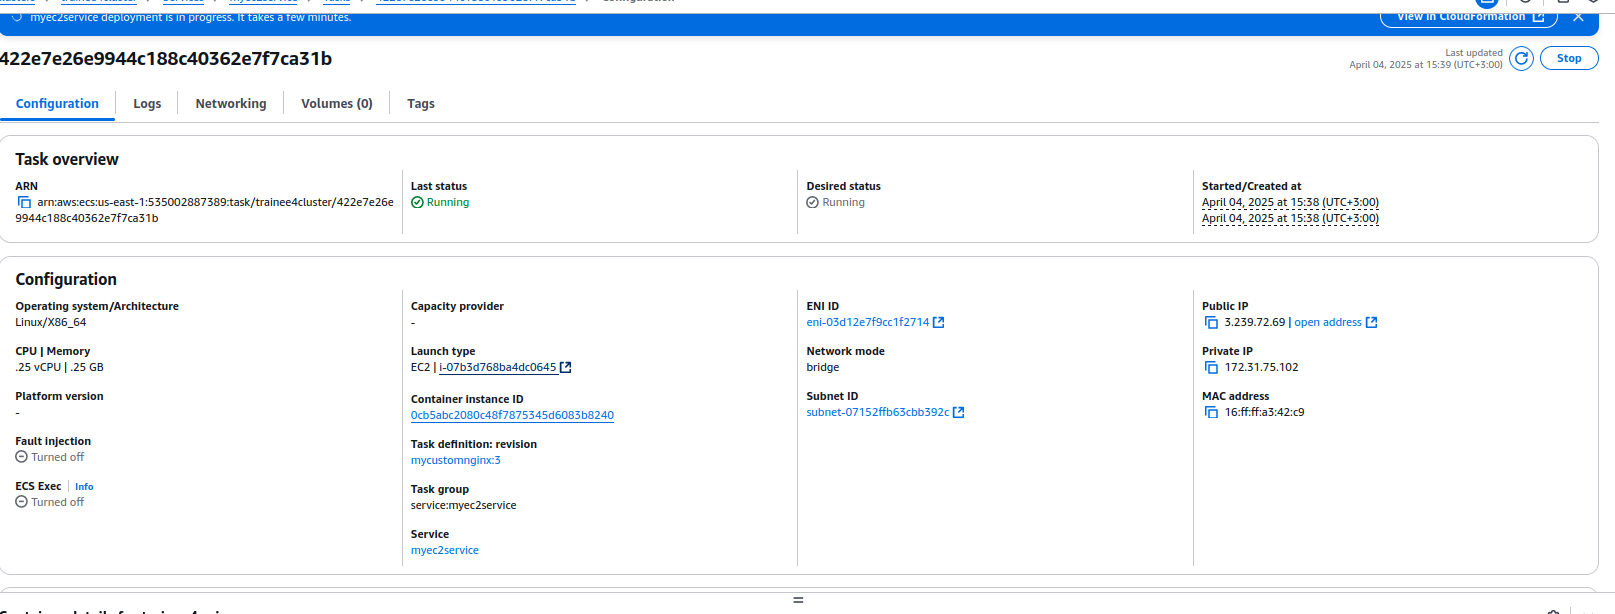 myec2service deployment is in progress. It takes a few minutes.
View in CloudFormation
422e7e26e9944c188c40362e7f7ca31b
Last updated
April 04, 2025 at 15:39 (UTC+3:00)
Stop
Configuration
Logs
Networking
Volumes (0)
Tags
Task overview
ARN
arn:aws:ecs:us-east-1:535002887389:task/trainee4cluster/422e7e26e
9944c188c40362e7f7ca31b
Last status
Running
Desired status
Running
Started/Created at
April 04, 2025 at 15:38 (UTC+3:00)
April 04, 2025 at 15:38 (UTC+3:00)
Configuration
Operating system/Architecture
Linux/X86_64
CPU | Memory
.25 vCPU | .25 GB
Platform version
-
Fault injection
Turned off
ECS Exec | Info
Turned off
Capacity provider
-
Launch type
EC2 | i-07b3d768ba4dc0645
Container instance ID
0cb5abc2080c48f7875345d6083b8240
Task definition: revision
mycustomnginx:3
Task group
service:myec2service
Service
myec2service
ENI ID
eni-03d12e7f9cc1f2714
Network mode
bridge
Subnet ID
subnet-07152ffb63cbb392c
Public IP
3.239.72.69 | open address
Private IP
172.31.75.102
MAC address
16:ff:ff:a3:42:c9